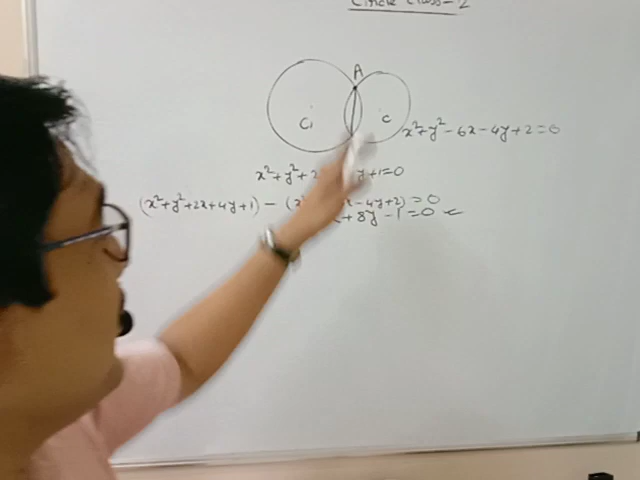 Circle Class-2
A
C₁
C
x²+y²-6x-4y+2=0
x²+y²+2 y+1=0
(x²+y²+2x+4y+1) - (x -4y+2) =0
+8y-1=0